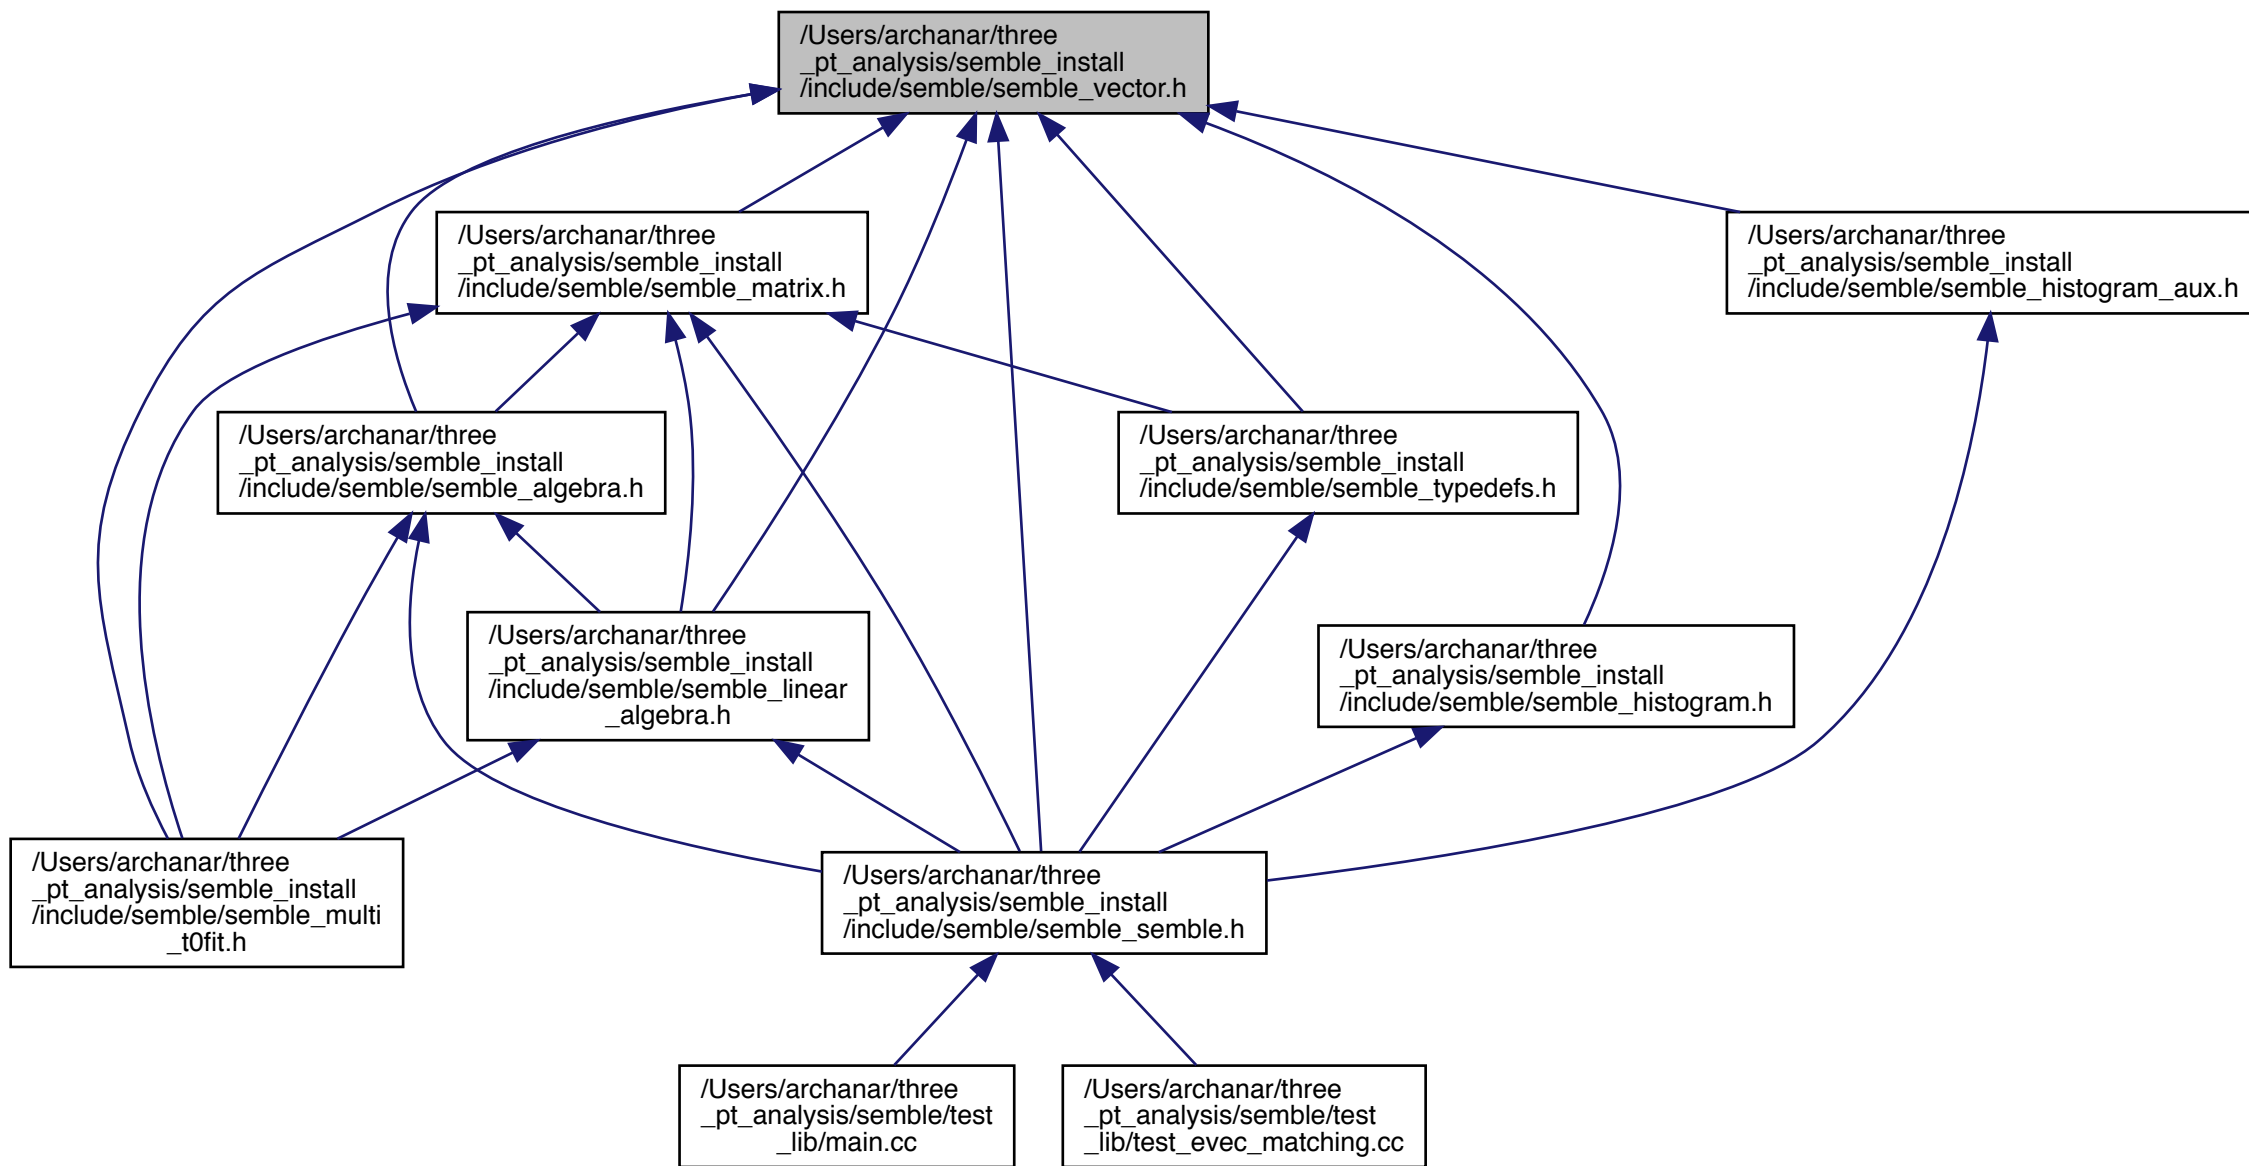 /Users/archanar/three
_pt_analysis/semble_install
/include/semble/semble_vector.h
/Users/archanar/three
_pt_analysis/semble_install
/include/semble/semble_matrix.h
/Users/archanar/three
_pt_analysis/semble_install
/include/semble/semble_histogram_aux.h
/Users/archanar/three
_pt_analysis/semble_install
/include/semble/semble_algebra.h
/Users/archanar/three
_pt_analysis/semble_install
/include/semble/semble_typedefs.h
/Users/archanar/three
_pt_analysis/semble_install
/include/semble/semble_linear
_algebra.h
/Users/archanar/three
_pt_analysis/semble_install
/include/semble/semble_histogram.h
/Users/archanar/three
_pt_analysis/semble_install
/include/semble/semble_multi
_t0fit.h
/Users/archanar/three
_pt_analysis/semble_install
/include/semble/semble_semble.h
/Users/archanar/three
_pt_analysis/semble/test
_lib/main.cc
/Users/archanar/three
_pt_analysis/semble/test
_lib/test_evec_matching.cc